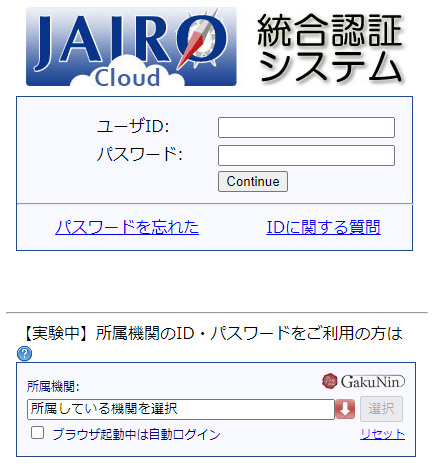 JAIRO
Cloud
統合認証
システム
ユーザID:
パスワード:
Continue
パスワードを忘れた
IDに関する質問
【実験中】所属機関のID・パスワードをご利用の方は
?
所属機関:
GakuNin
所属している機関を選択
選択
ブラウザ起動中は自動ログイン
リセット